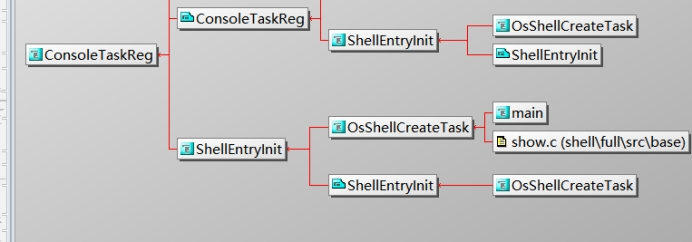 ConsoleTaskReg
OsShellCreateTask
ShellEntryInit
ConsoleTaskReg
ShellEntryInit
main
OsShellCreateTask
show.c (shell\full\src\base)
ShellEntryInit
ShellEntryInit
OsShellCreateTask